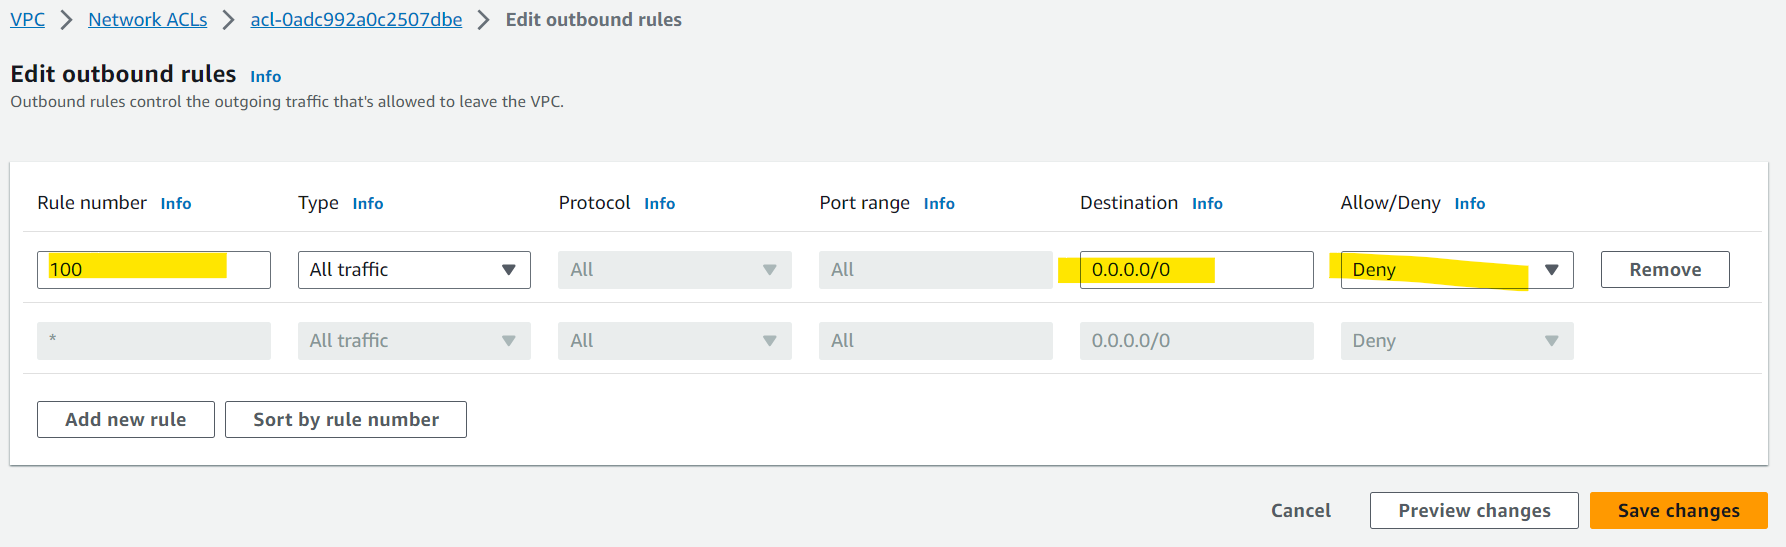 VPC > Network ACLs > acl-0adc992a0c2507dbe > Edit outbound rules
Edit outbound rules Info
Outbound rules control the outgoing traffic that's allowed to leave the VPC.
Rule number Info Type Info Protocol Info Port range Info Destination Info Allow/Deny Info
100 All traffic All All 0.0.0.0/0 Deny Remove
* All traffic All All 0.0.0.0/0 Deny
Add new rule Sort by rule number
Cancel Preview changes Save changes